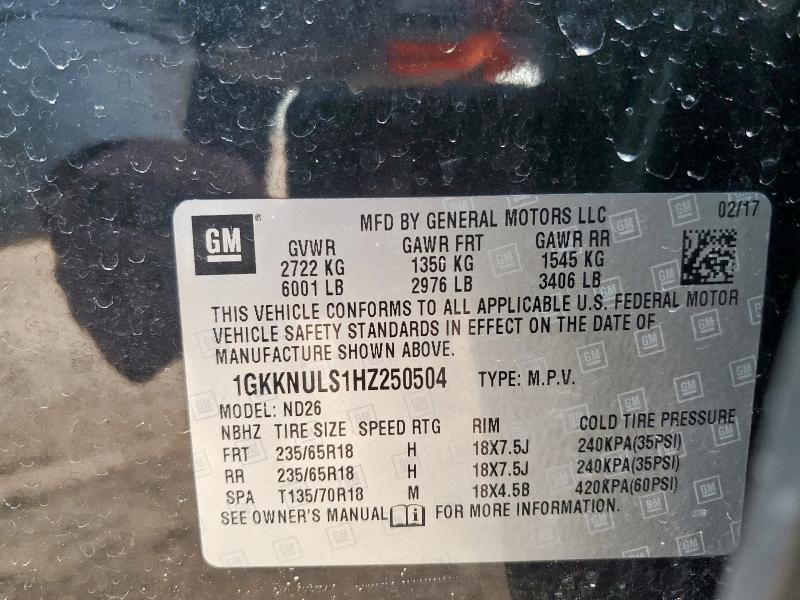 GM ® MFD BY GENERAL MOTORS LLC 02/17
GVWR GAWR FRT GAWR RR
2722 KG 1350 KG 1545 KG
6001 LB 2976 LB 3406 LB
THIS VEHICLE CONFORMS TO ALL APPLICABLE U.S. FEDERAL MOTOR
VEHICLE SAFETY STANDARDS IN EFFECT ON THE DATE OF
MANUFACTURE SHOWN ABOVE.
1GKKNULS1HZ250504 TYPE: M.P.V.
MODEL: ND26
NBHZ TIRE SIZE SPEED RTG RIM COLD TIRE PRESSURE
FRT 235/65R18 H 18X7.5J 240KPA(35PSI)
RR 235/65R18 H 18X7.5J 240KPA(35PSI)
SPA T135/70R18 M 18X4.5B 420KPA(60PSI)
SEE OWNER'S MANUAL i FOR MORE INFORMATION.